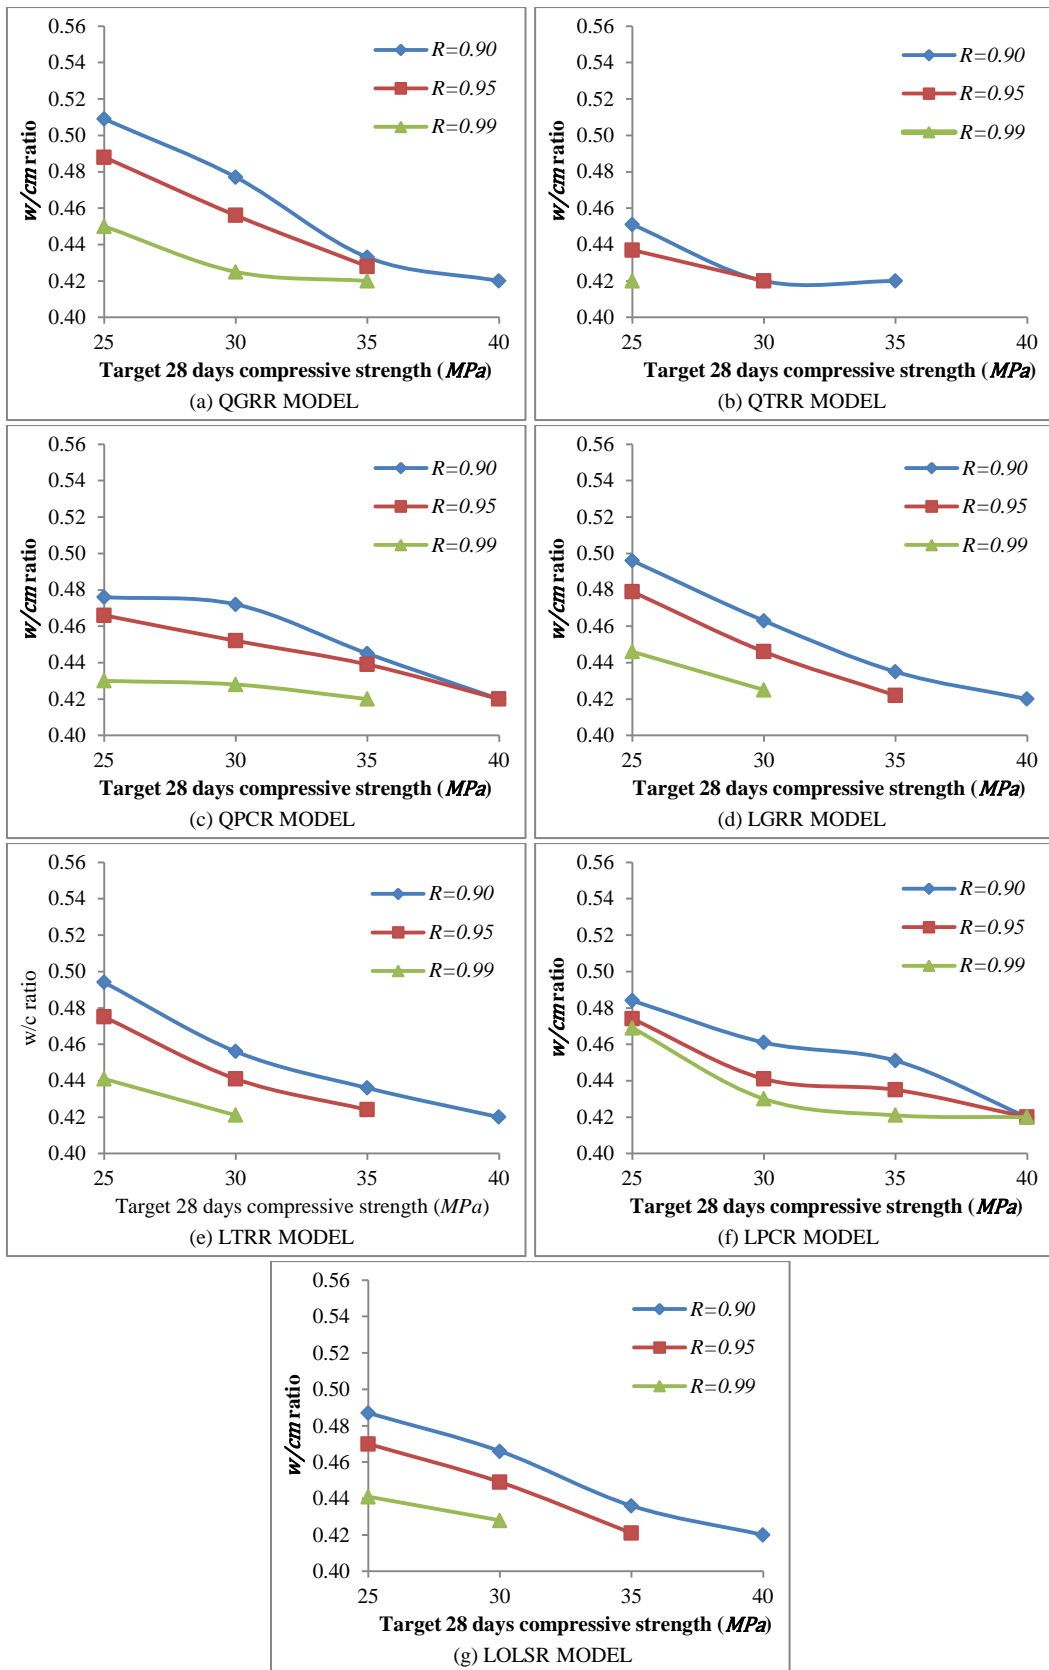 0.56
0.54
0.52
0.50
0.48
0.46
0.44
0.42
0.40
w/cm ratio
R=0.90
R=0.95
R=0.99
25 30 35 40
Target 28 days compressive strength (MPa)
(a) QGRR MODEL
0.56
0.54
0.52
0.50
0.48
0.46
0.44
0.42
0.40
w/cm ratio
R=0.90
R=0.95
R=0.99
25 30 35 40
Target 28 days compressive strength (MPa)
(b) QTRR MODEL
0.56
0.54
0.52
0.50
0.48
0.46
0.44
0.42
0.40
w/cm ratio
R=0.90
R=0.95
R=0.99
25 30 35 40
Target 28 days compressive strength (MPa)
(c) QPCR MODEL
0.56
0.54
0.52
0.50
0.48
0.46
0.44
0.42
0.40
w/cm ratio
R=0.90
R=0.95
R=0.99
25 30 35 40
Target 28 days compressive strength (MPa)
(d) LGRR MODEL
0.56
0.54
0.52
0.50
0.48
0.46
0.44
0.42
0.40
w/c ratio
R=0.90
R=0.95
R=0.99
25 30 35 40
Target 28 days compressive strength (MPa)
(e) LTRR MODEL
0.56
0.54
0.52
0.50
0.48
0.46
0.44
0.42
0.40
w/cm ratio
R=0.90
R=0.95
R=0.99
25 30 35 40
Target 28 days compressive strength (MPa)
(f) LPCR MODEL
0.56
0.54
0.52
0.50
0.48
0.46
0.44
0.42
0.40
w/cm ratio
R=0.90
R=0.95
R=0.99
25 30 35 40
Target 28 days compressive strength (MPa)
(g) LOLSR MODEL